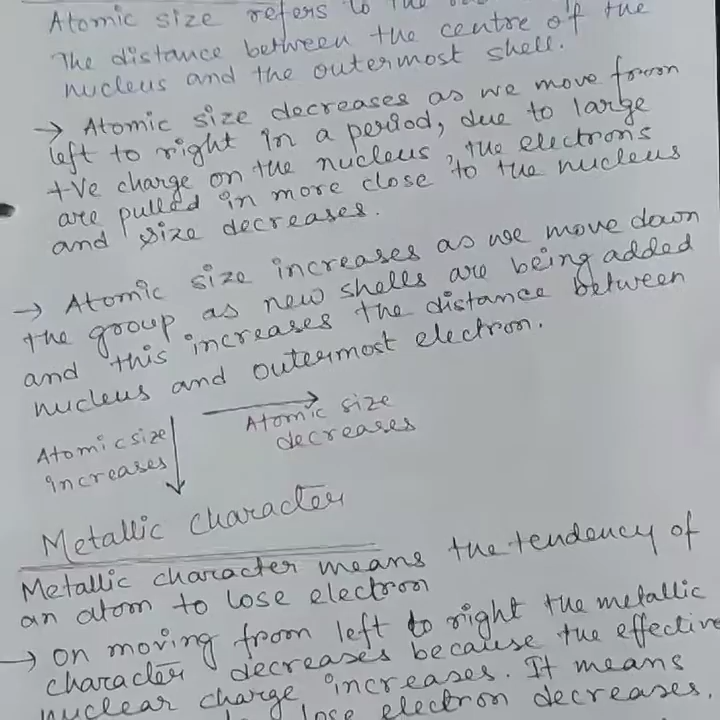 Atomic size refers to the
The distance between the centre of the
nucleus and the outermost shell.
→ Atomic size decreases as we move from
left to right in a period, due to large
+ve charge on the nucleus, the electrons
are pulled in more close to the nucleus
and size decreases.
→ Atomic size increases as we move down
the group as new shells are being added
and this increases the distance between
nucleus and outermost electron.
Atomic size
increases
Atomic size
decreases
Metallic character
Metallic character means the tendency of
an atom to lose electron
→ on moving from left to right the metallic
character decreases because the effective
nuclear charge increases. It means
lose electron decreases.